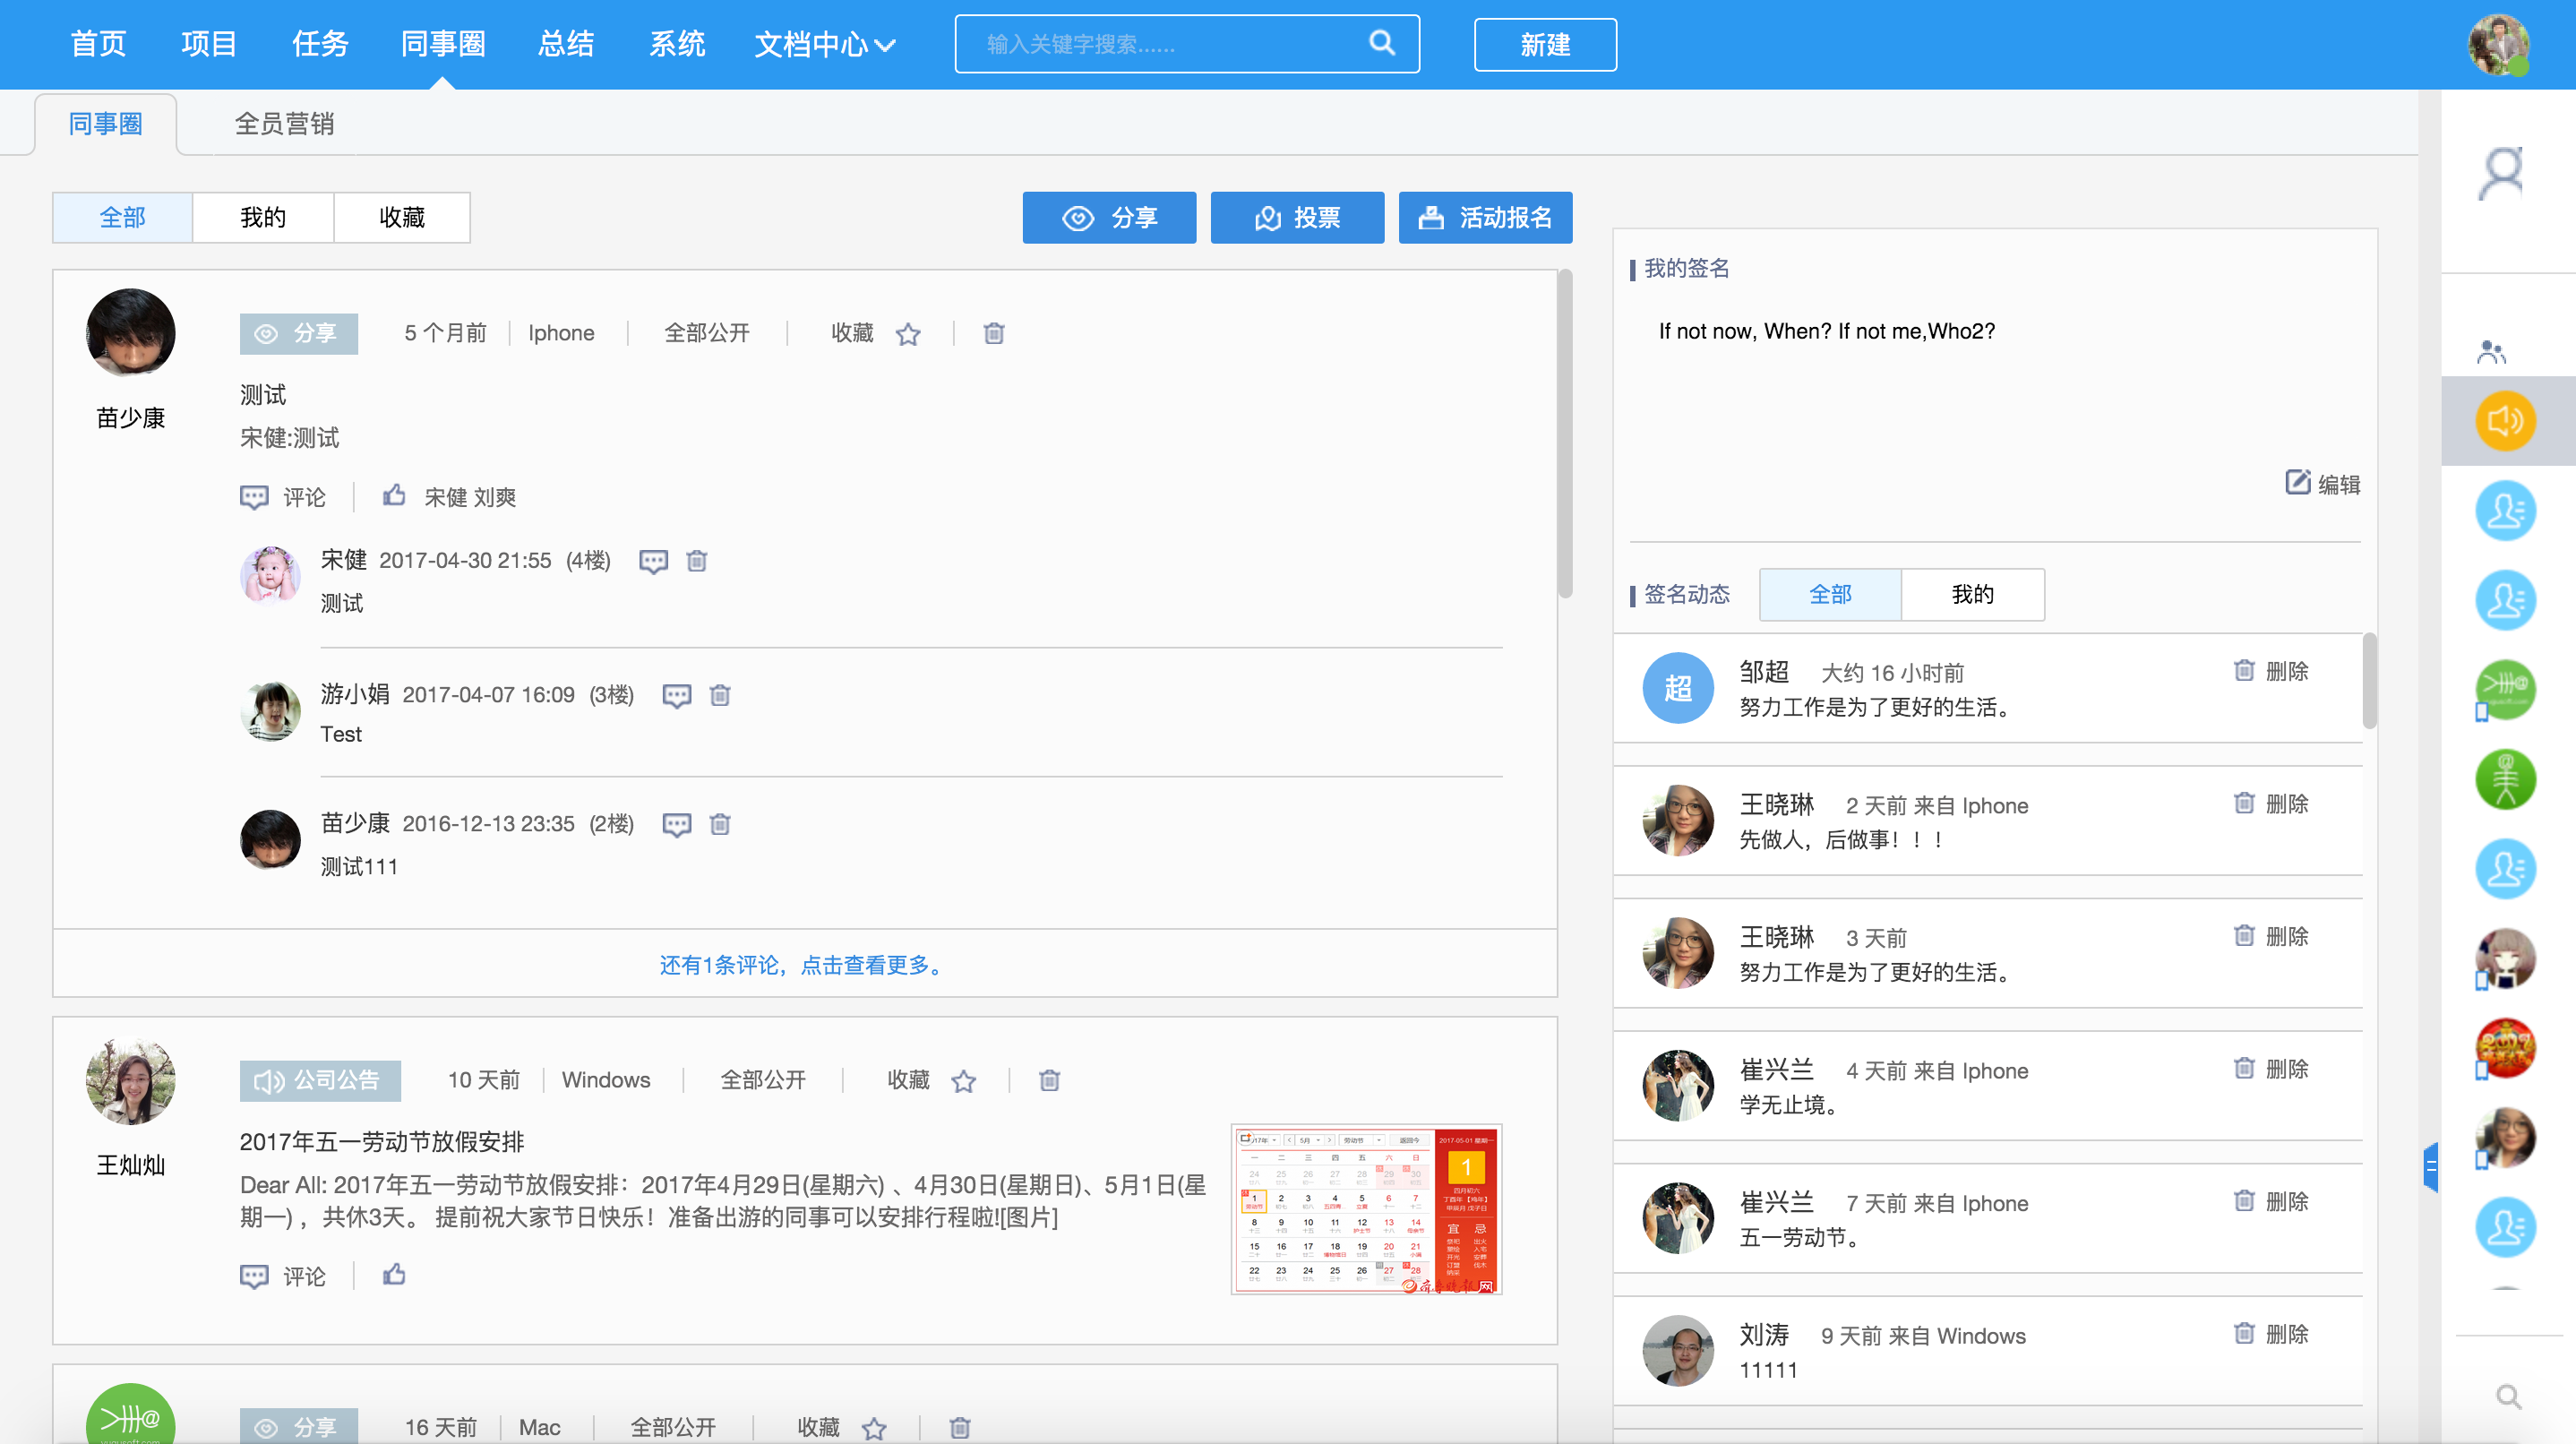 首页 项目 任务 同事圈 总结 系统 文档中心 输入关键字搜索...... 新建
同事圈 全员营销
全部 我的 收藏 分享 投票 活动报名
分享 5 个月前 Iphone 全部公开 收藏
苗少康
测试
宋健:测试
评论 宋健 刘爽
宋健 2017-04-30 21:55 (4楼)
测试
游小娟 2017-04-07 16:09 (3楼)
Test
苗少康 2016-12-13 23:35 (2楼)
测试111
还有1条评论，点击查看更多。
公司公告 10 天前 Windows 全部公开 收藏
王灿灿
2017年五一劳动节放假安排
Dear All: 2017年五一劳动节放假安排：2017年4月29日(星期六) 、4月30日(星期日)、5月1日(星
期一) ，共休3天。 提前祝大家节日快乐！准备出游的同事可以安排行程啦![图片]
评论
分享 16 天前 Mac 全部公开 收藏
我的签名
If not now, When? If not me,Who2?
编辑
签名动态 全部 我的
超 邹超 大约 16 小时前 删除
努力工作是为了更好的生活。
王晓琳 2 天前 来自 Iphone 删除
先做人，后做事！！！
王晓琳 3 天前 删除
努力工作是为了更好的生活。
崔兴兰 4 天前 来自 Iphone 删除
学无止境。
崔兴兰 7 天前 来自 Iphone 删除
五一劳动节。
刘涛 9 天前 来自 Windows 删除
11111